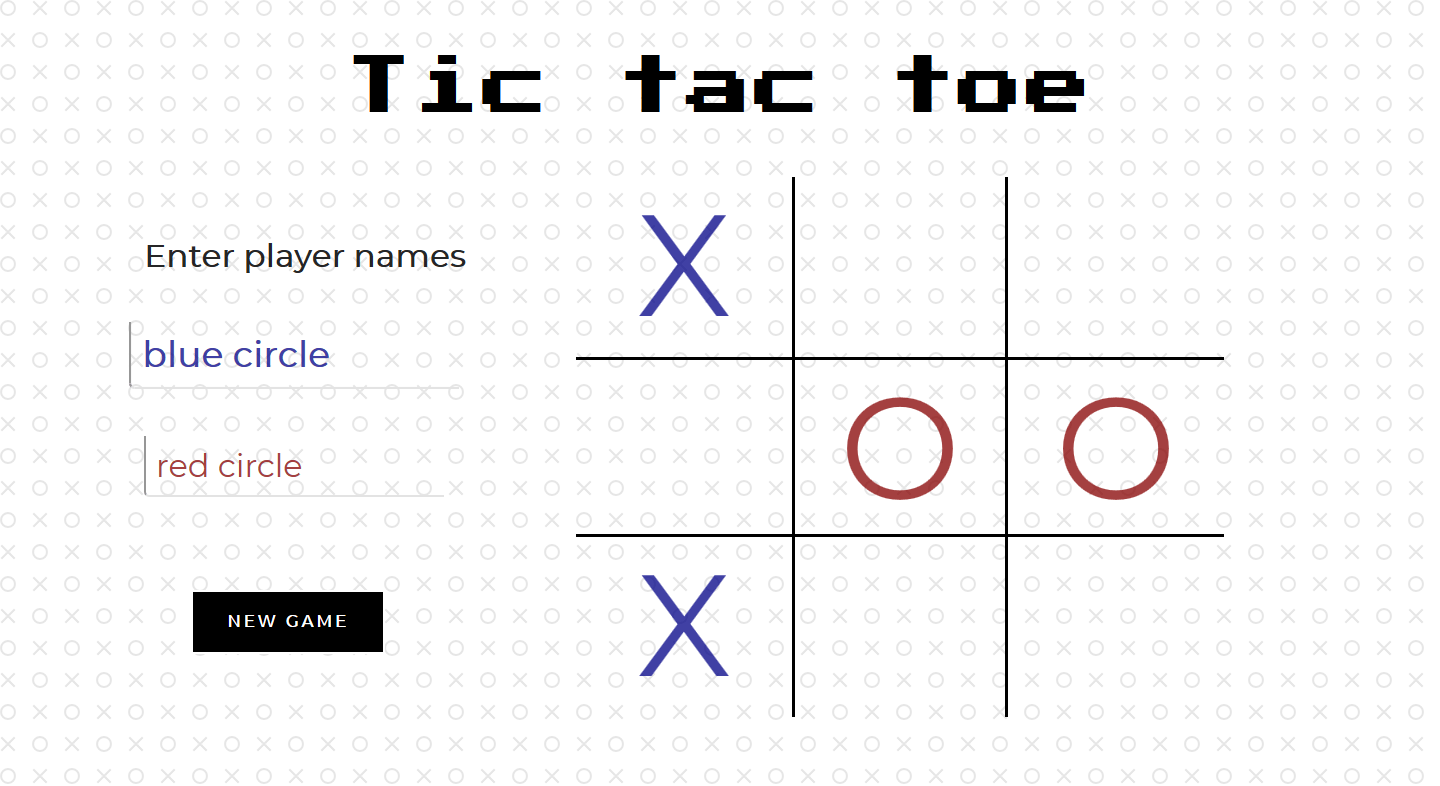 Tic tac toe
Enter player names
blue circle
red circle
NEW GAME
X
O O
X